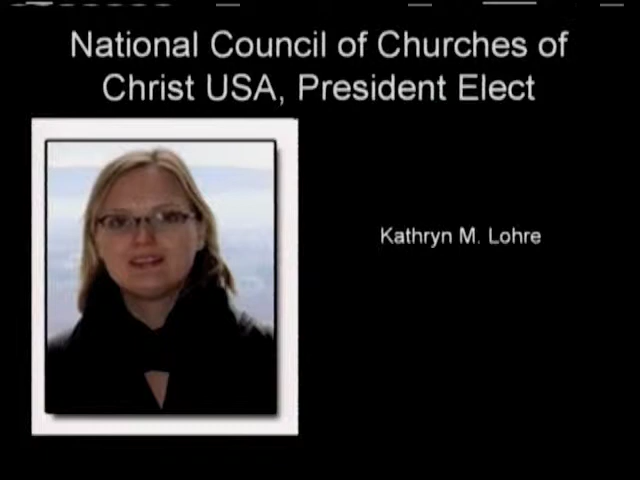 National Council of Churches of
Christ USA, President Elect
Kathryn M. Lohre